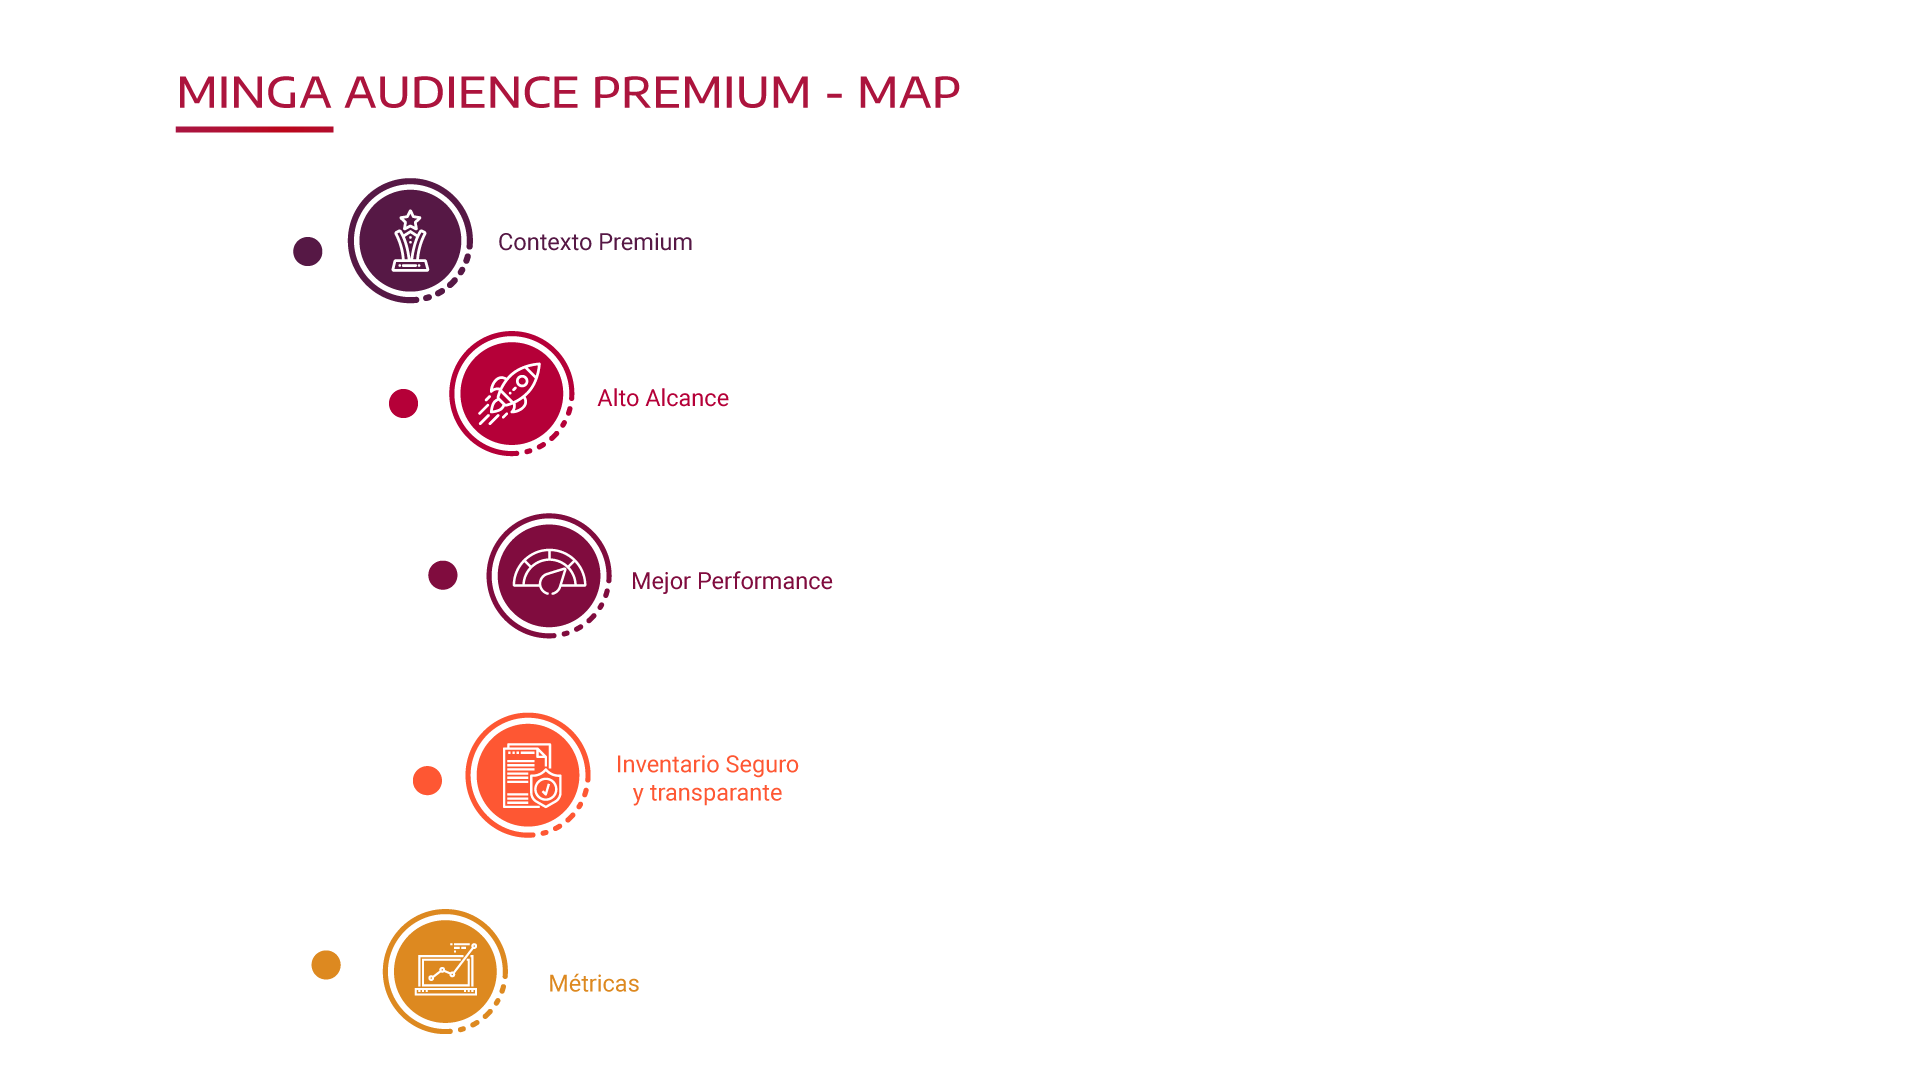 MINGA AUDIENCE PREMIUM - MAP
Contexto Premium
Alto Alcance
Mejor Performance
Inventario Seguro
y transparante
Métricas